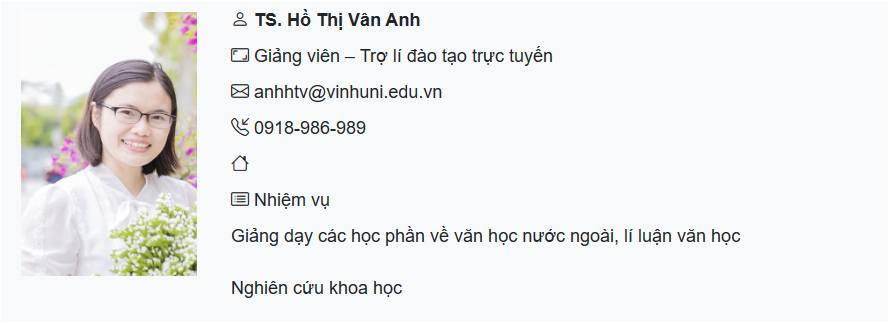 TS. Hồ Thị Vân Anh
Giảng viên – Trợ lí đào tạo trực tuyến
anhhtv@vinhuni.edu.vn
0918-986-989
Nhiệm vụ
Giảng dạy các học phần về văn học nước ngoài, lí luận văn học
Nghiên cứu khoa học